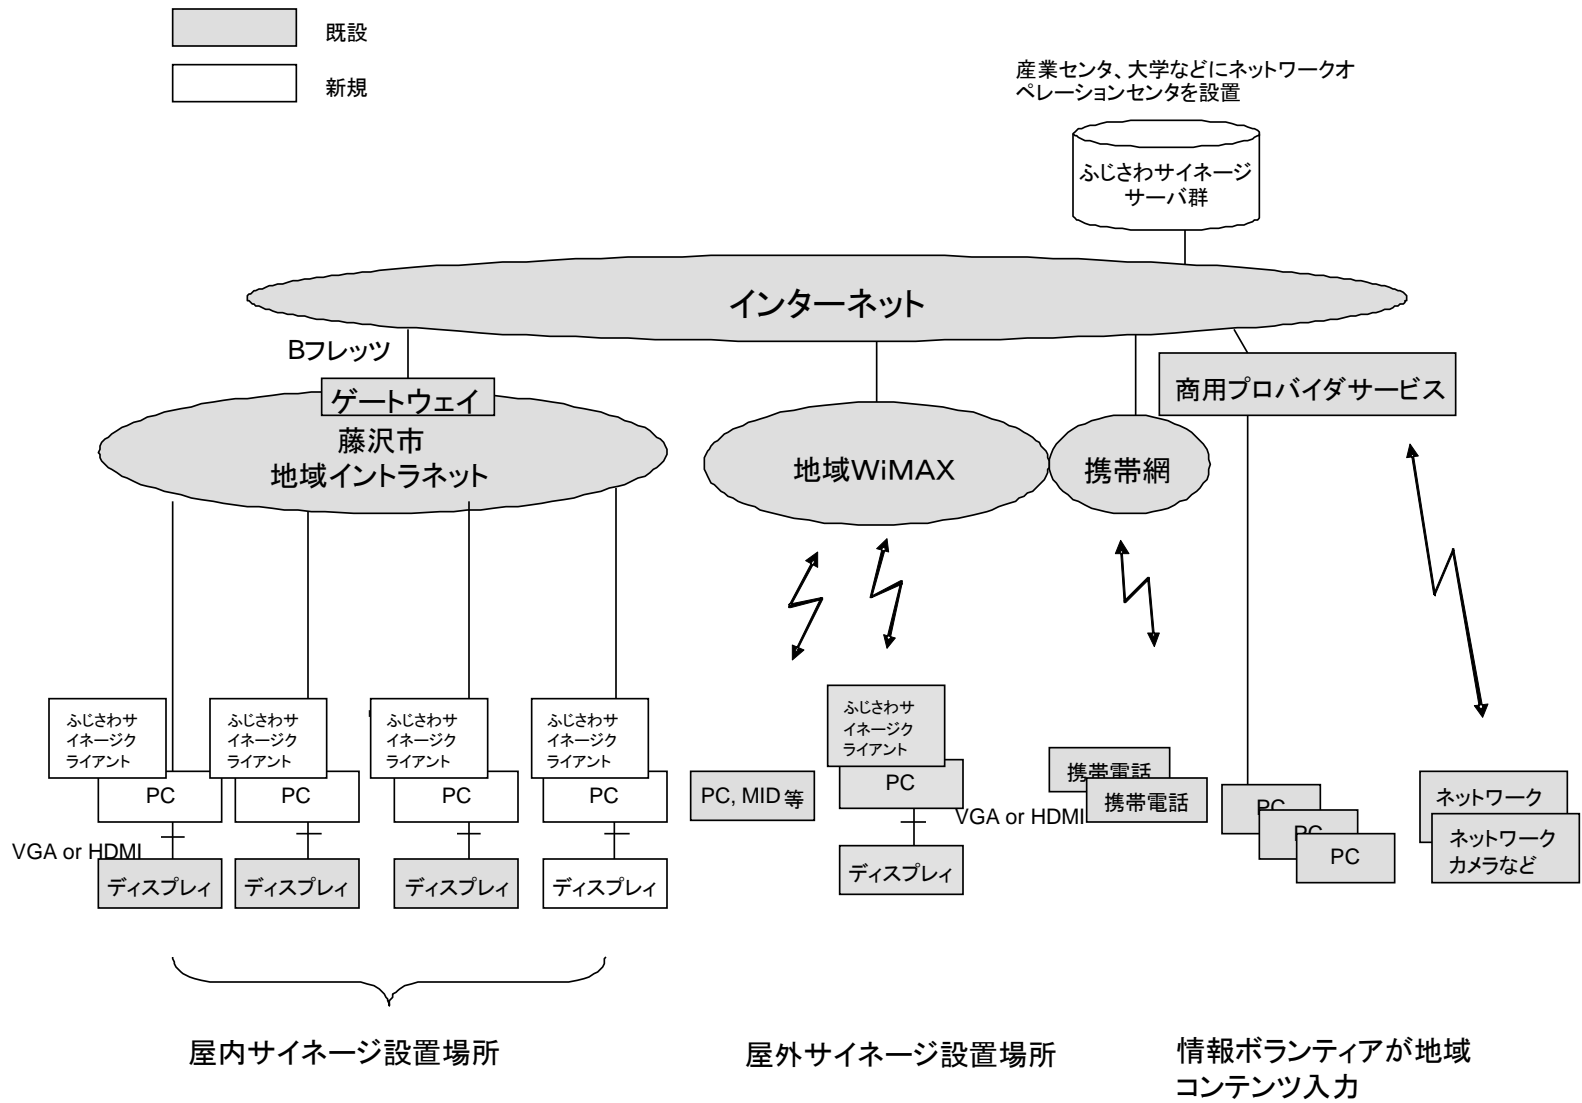 既設
新規
産業センタ、大学などにネットワークオ
ペレーションセンタを設置
ふじさわサイネージ
サーバ群
インターネット
Bフレッツ
ゲートウェイ
商用プロバイダサービス
藤沢市
地域イントラネット
地域WiMAX
携帯網
ふじさわサ
イネージク
ライアント
ふじさわサ
イネージク
ライアント
ふじさわサ
イネージク
ライアント
ふじさわサ
イネージク
ライアント
ふじさわサ
イネージク
ライアント
PC
PC
PC
PC
PC, MID等
PC
携帯電話
携帯電話
PC
PC
PC
ネットワーク
ネットワーク
カメラなど
VGA or HDMI
VGA or HDMI
ディスプレィ
ディスプレィ
ディスプレィ
ディスプレィ
ディスプレィ
屋内サイネージ設置場所
屋外サイネージ設置場所
情報ボランティアが地域
コンテンツ入力